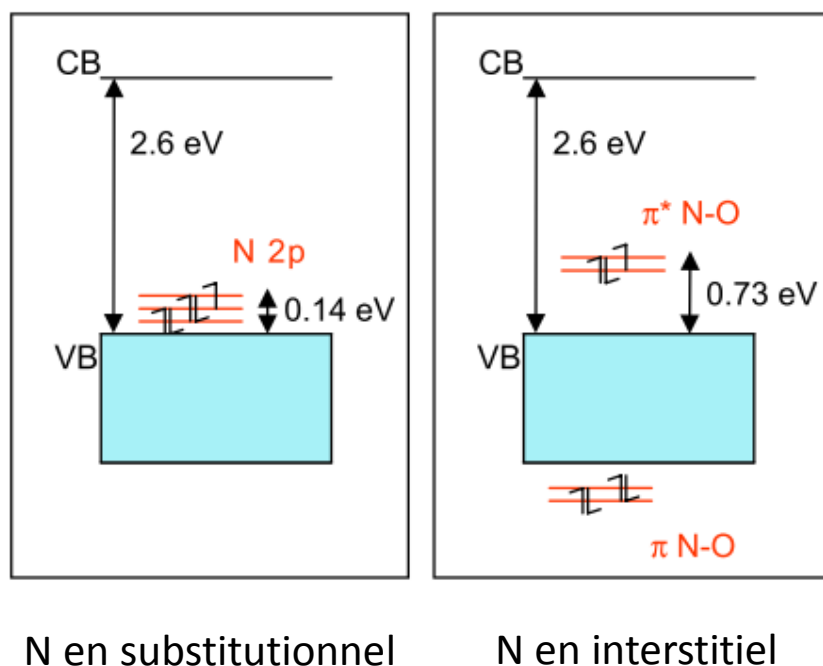 CB
2.6 eV
N 2p
0.14 eV
VB
N en substitutionnel
CB
2.6 eV
π* N-O
0.73 eV
VB
π N-O
N en interstitiel